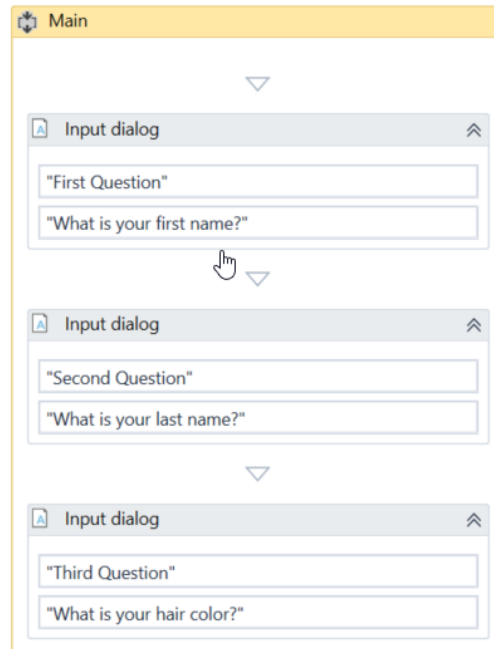 Main
Input dialog
"First Question"
"What is your first name?"
Input dialog
"Second Question"
"What is your last name?"
Input dialog
"Third Question"
"What is your hair color?"